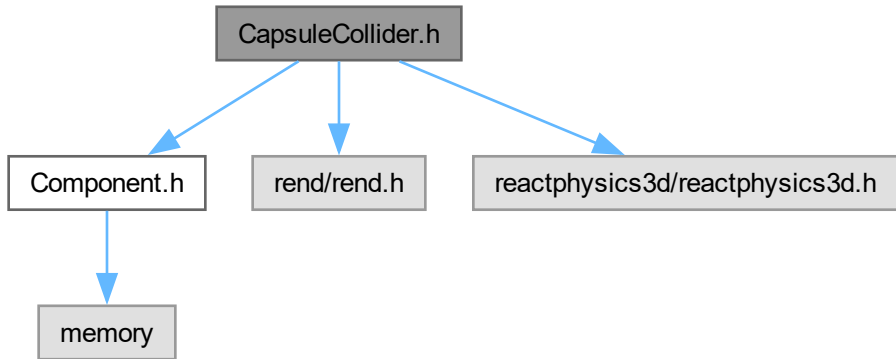 CapsuleCollider.h
Component.h
rend/rend.h
reactphysics3d/reactphysics3d.h
memory